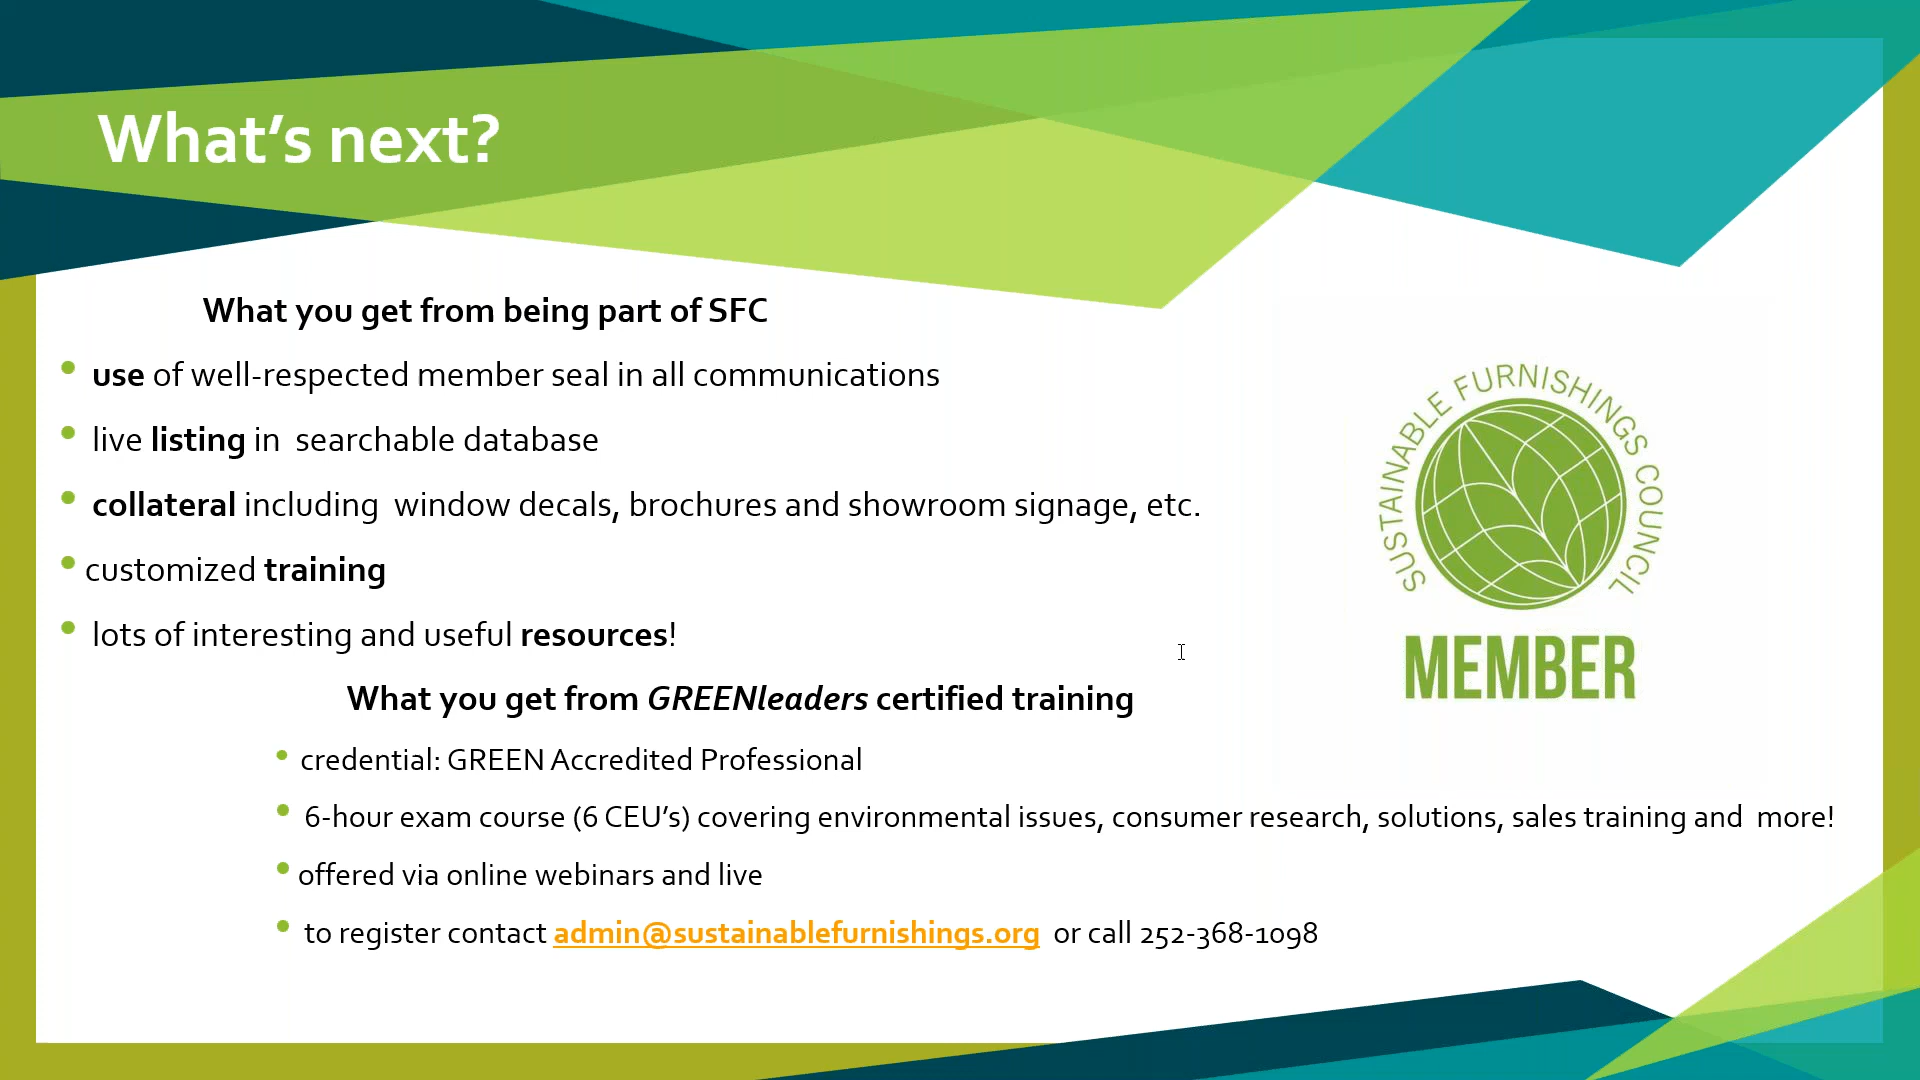 What's next?
What you get from being part of SFC
• use of well-respected member seal in all communications
• live listing in searchable database
• collateral including window decals, brochures and showroom signage, etc.
• customized training
• lots of interesting and useful resources!
SUSTAINABLE FURNISHINGS COUNCIL
MEMBER
What you get from GREENleaders certified training
• credential: GREEN Accredited Professional
• 6-hour exam course (6 CEU's) covering environmental issues, consumer research, solutions, sales training and more!
• offered via online webinars and live
• to register contact admin@sustainablefurnishings.org or call 252-368-1098